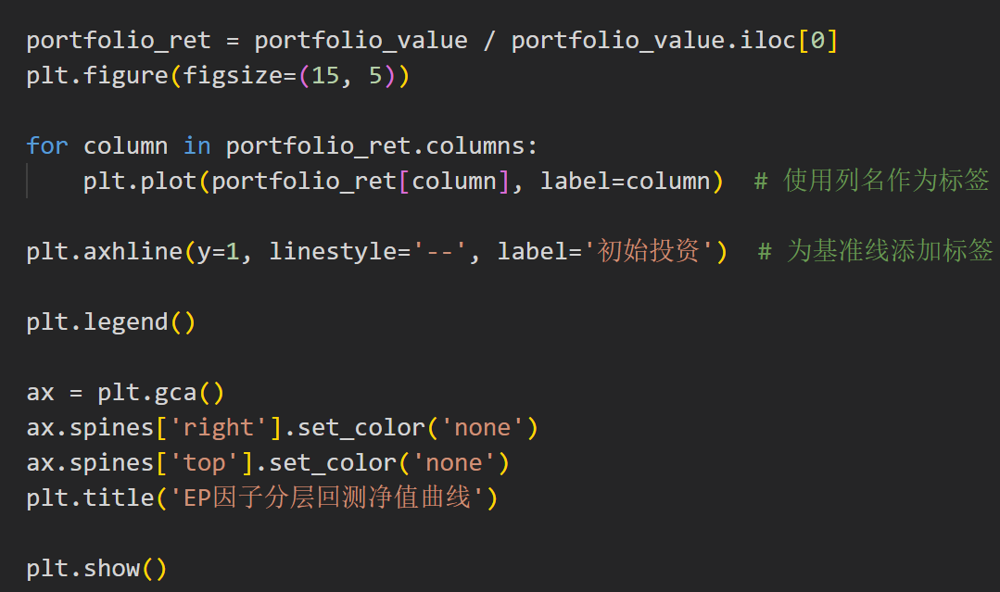 portfolio_ret = portfolio_value / portfolio_value.iloc[0]
plt.figure(figsize=(15, 5))
for column in portfolio_ret.columns:
    plt.plot(portfolio_ret[column], label=column)  # 使用列名作为标签
plt.axhline(y=1, linestyle='--', label='初始投资')  # 为基准线添加标签
plt.legend()
ax = plt.gca()
ax.spines['right'].set_color('none')
ax.spines['top'].set_color('none')
plt.title('EP因子分层回测净值曲线')
plt.show()